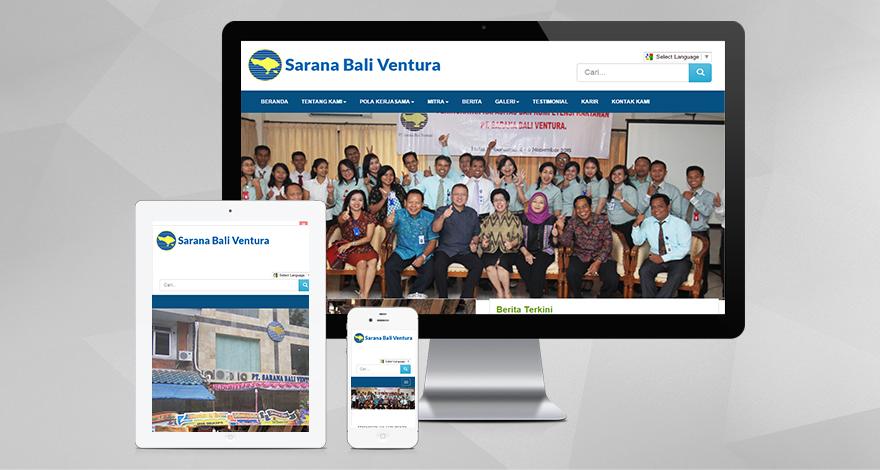 Sarana Bali Ventura
Select Language
Cari...
BERANDA TENTANG KAMI POLA KERJASAMA MITRA BERITA GALERI TESTIMONIAL KARIR KONTAK KAMI
PT. SARANA BALI VENTURA.
Berita Terkini
Sarana Bali Ventura
Select Language
Cari...
PT. SARANA BALI VENT
Sarana Bali Ventura
Select Language
Cari...